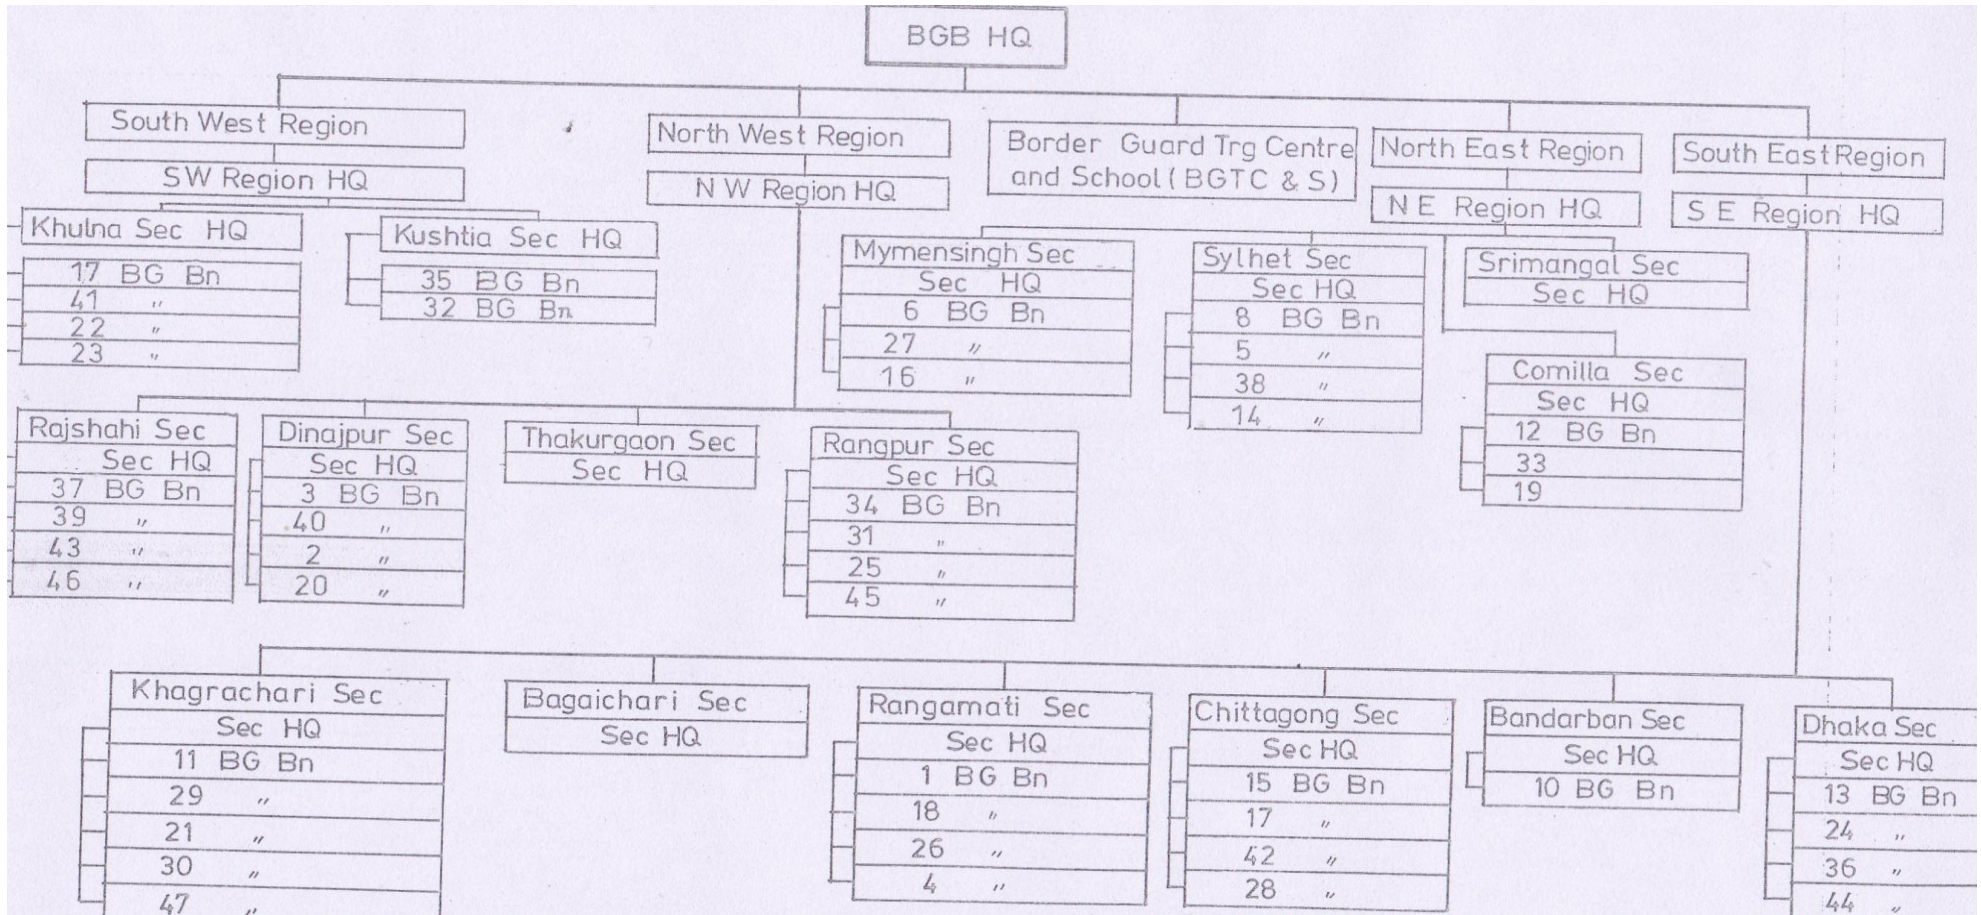 BGB HQ
South West Region
SW Region HQ
North West Region
N W Region HQ
Border Guard Trg Centre
and School ( BGTC & S)
North East Region
N E Region HQ
South East Region
S E Region HQ
Khulna Sec HQ
17 BG Bn
41 "
22 "
23 "
Kushtia Sec HQ
35 BG Bn
32 BG Bn
Mymensingh Sec
Sec HQ
6 BG Bn
27 "
16 "
Sylhet Sec
Sec HQ
8 BG Bn
5 "
38 "
14 "
Srimangal Sec
Sec HQ
Comilla Sec
Sec HQ
12 BG Bn
33
19
Rajshahi Sec
Sec HQ
37 BG Bn
39 "
43 "
46 "
Dinajpur Sec
Sec HQ
3 BG Bn
40 "
2 "
20 "
Thakurgaon Sec
Sec HQ
Rangpur Sec
Sec HQ
34 BG Bn
31 "
25 "
45 "
Khagrachari Sec
Sec HQ
11 BG Bn
29 "
21 "
30 "
47 "
Bagaichari Sec
Sec HQ
Rangamati Sec
Sec HQ
1 BG Bn
18 "
26 "
4 "
Chittagong Sec
Sec HQ
15 BG Bn
17 "
42 "
28 "
Bandarban Sec
Sec HQ
10 BG Bn
Dhaka Sec
Sec HQ
13 BG Bn
24 "
36 "
44 "